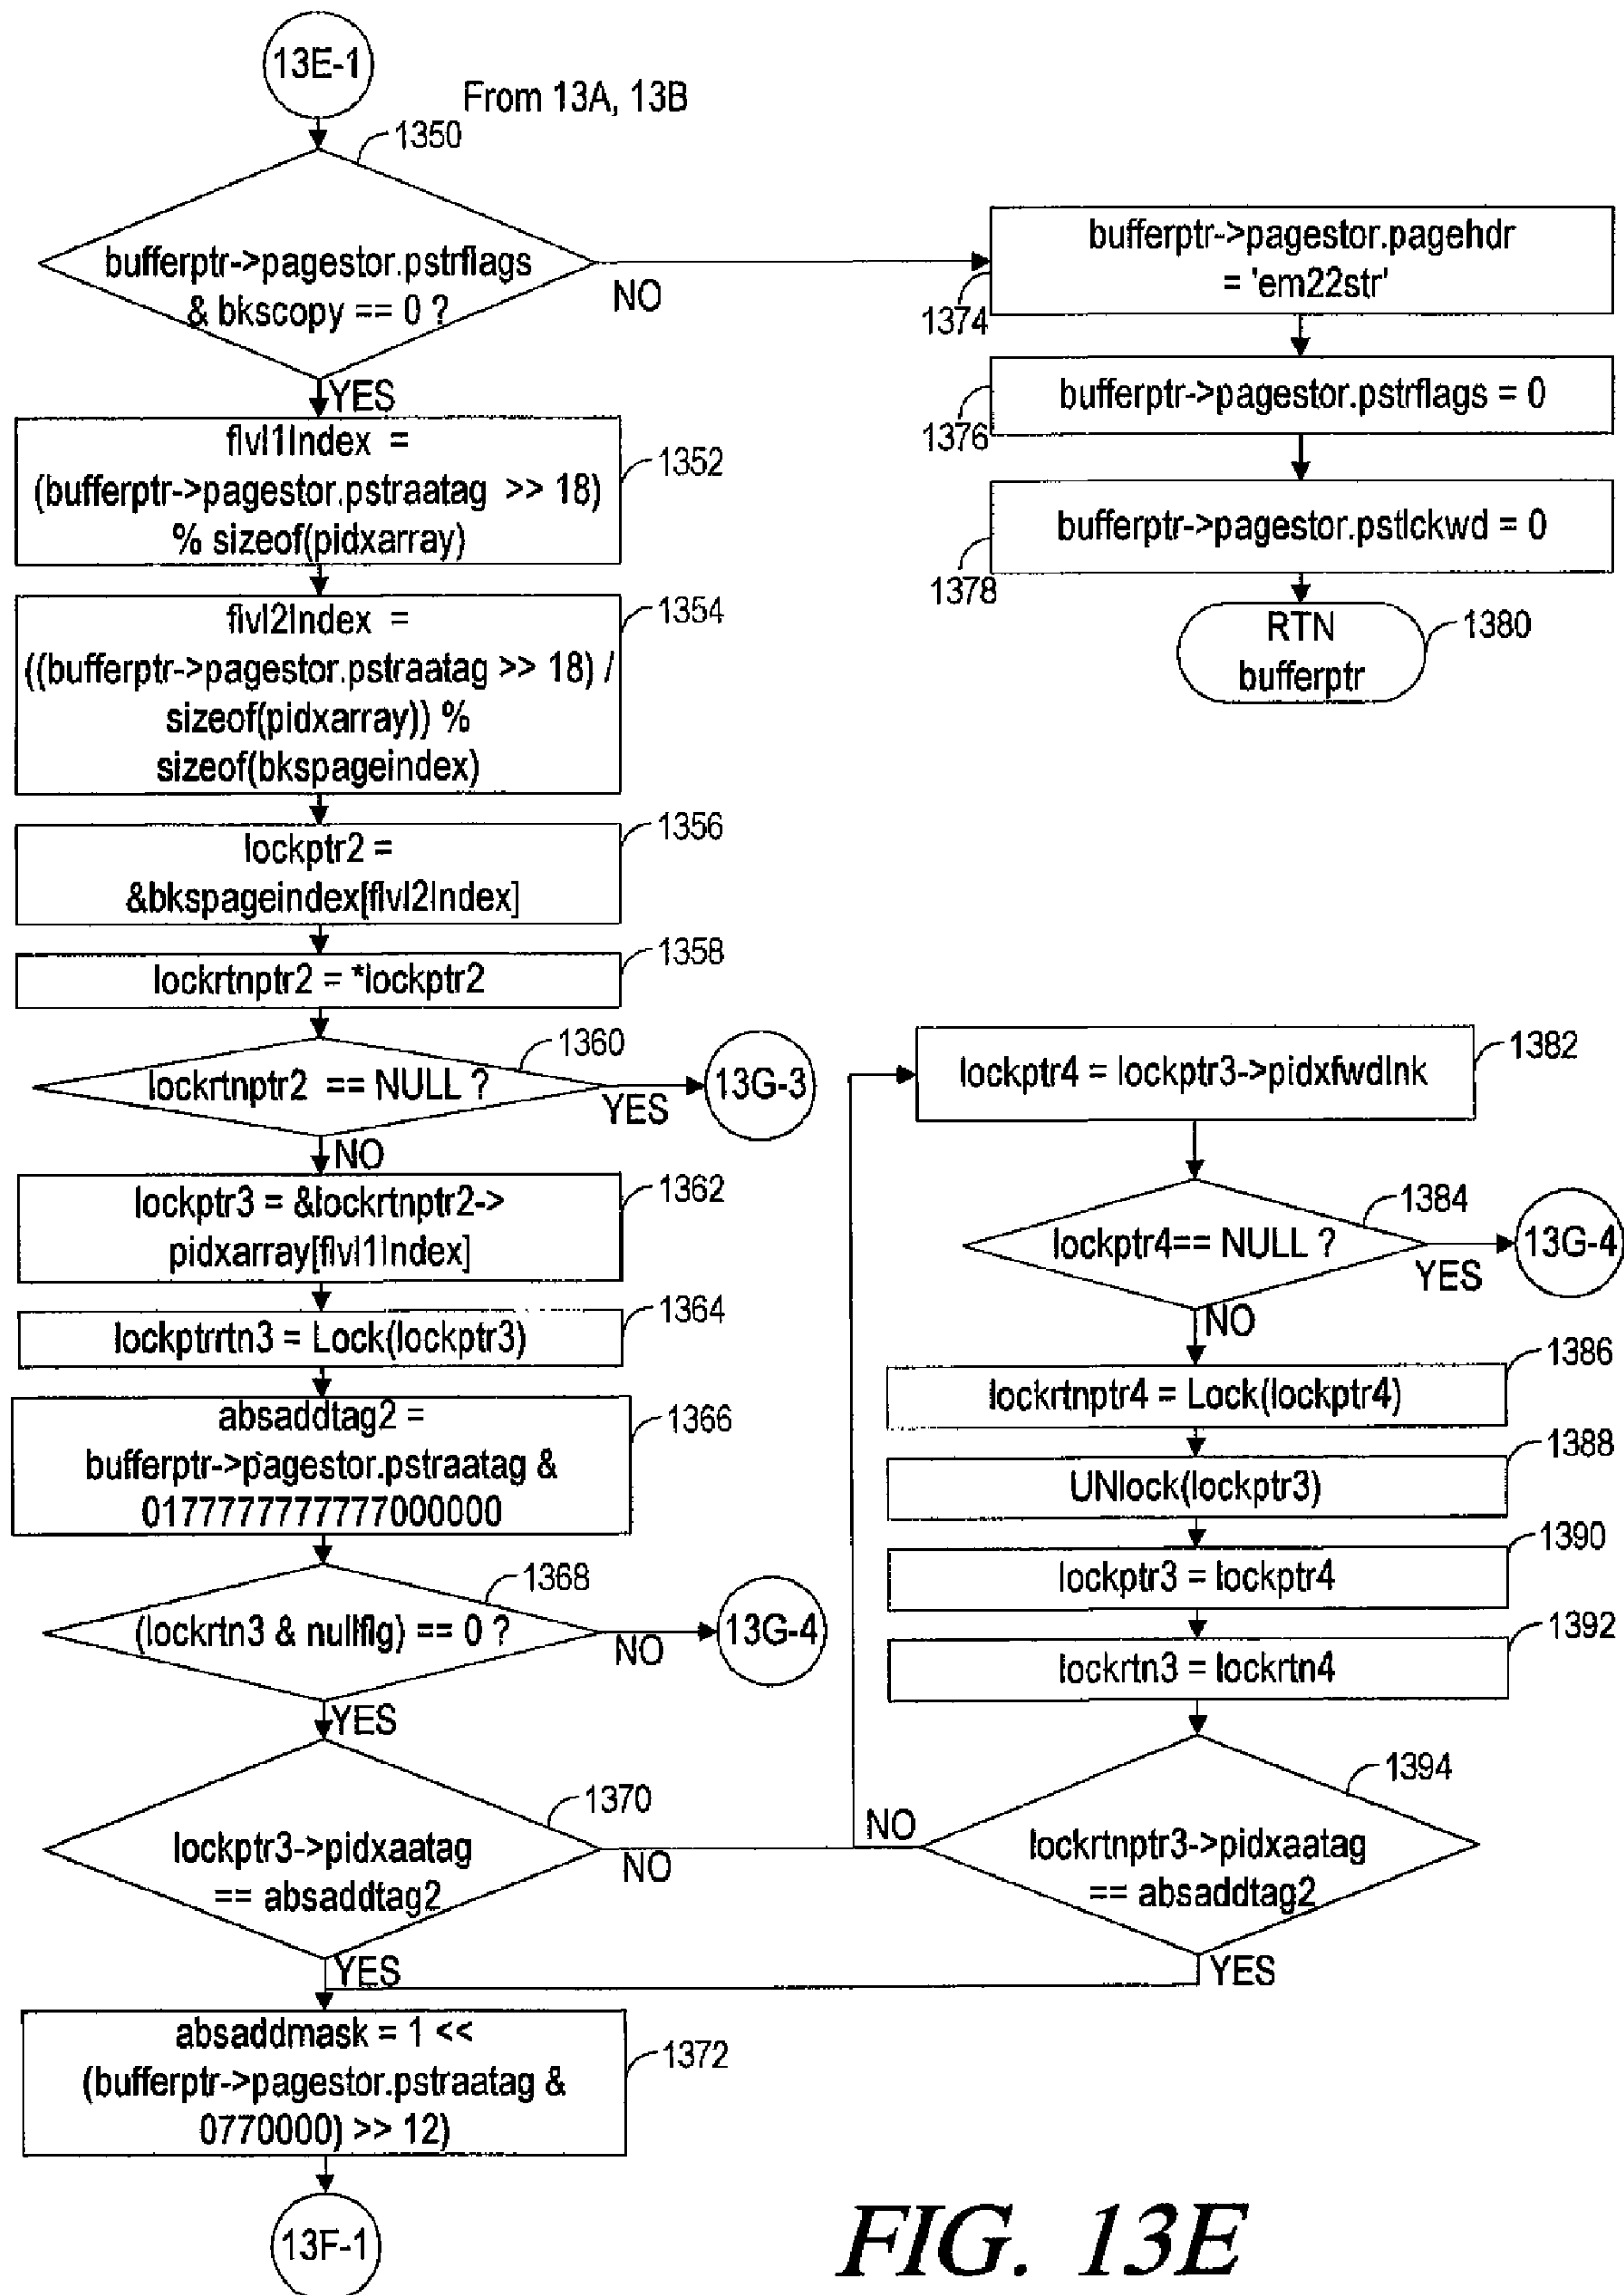 13E-1
From 13A, 13B
1350
bufferptr->pagestor.pstrflags
& bkscopy == 0 ?
NO
YES
flvl1Index =
(bufferptr->pagestor.pstraatag >> 18)
% sizeof(pidxarray)
1352
flvl2Index =
((bufferptr->pagestor.pstraatag >> 18) /
sizeof(pidxarray)) %
sizeof(bkspageindex)
1354
lockptr2 =
&bkspageindex[flvl2Index]
1356
lockrtnptr2 = *lockptr2
1358
lockrtnptr2 == NULL ?
1360
YES
13G-3
NO
lockptr3 = &lockrtnptr2->
pidxarray[flvl1Index]
1362
lockptrrtn3 = Lock(lockptr3)
1364
absaddtag2 =
bufferptr->pagestor.pstraatag &
0177777777777000000
1366
(lockrtn3 & nullflg) == 0 ?
1368
NO
13G-4
YES
lockptr3->pidxaatag
== absaddtag2
1370
NO
YES
absaddmask = 1 <<
(bufferptr->pagestor.pstraatag &
0770000) >> 12)
1372
13F-1
bufferptr->pagestor.pagehdr
= 'em22str'
1374
bufferptr->pagestor.pstrflags = 0
1376
bufferptr->pagestor.pstlckwd = 0
1378
RTN
bufferptr
1380
lockptr4 = lockptr3->pidxfwdlnk
1382
lockptr4== NULL ?
1384
YES
13G-4
NO
lockrtnptr4 = Lock(lockptr4)
1386
UNlock(lockptr3)
1388
lockptr3 = lockptr4
1390
lockrtn3 = lockrtn4
1392
lockrtnptr3->pidxaatag
== absaddtag2
1394
NO
YES
FIG. 13E